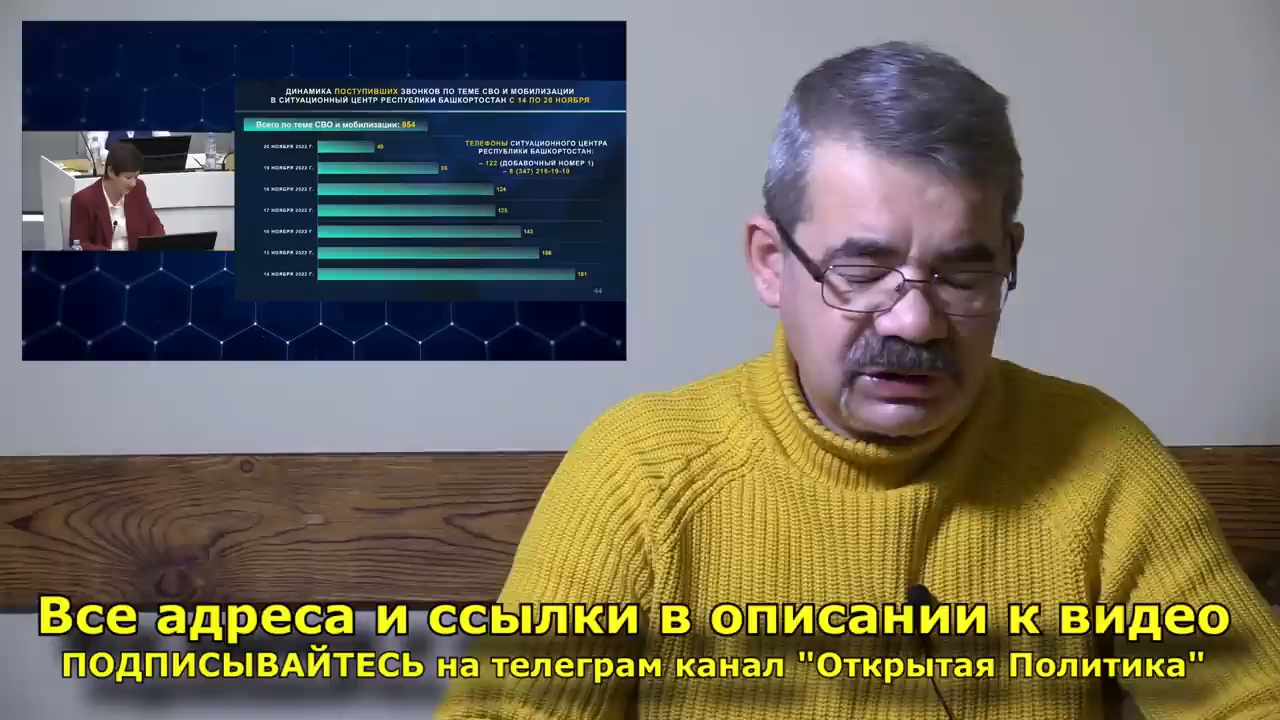 ДИНАМИКА ПОСТУПИВШИХ ЗВОНКОВ ПО ТЕМЕ СВО И МОБИЛИЗАЦИИ
В СИТУАЦИОННЫЙ ЦЕНТР РЕСПУБЛИКИ БАШКОРТОСТАН С 14 ПО 20 НОЯБРЯ
Всего по теме СВО и мобилизации: 854
ТЕЛЕФОНЫ СИТУАЦИОННОГО ЦЕНТРА
РЕСПУБЛИКИ БАШКОРТОСТАН:
– 122 (ДОБАВОЧНЫЙ НОМЕР 1)
– 8 (347) 218-19-19
20 НОЯБРЯ 2022 Г. 40
19 НОЯБРЯ 2022 Г. 85
18 НОЯБРЯ 2022 Г. 124
17 НОЯБРЯ 2022 Г. 125
16 НОЯБРЯ 2022 Г 143
15 НОЯБРЯ 2022 Г. 156
14 НОЯБРЯ 2022 Г. 181
44
Все адреса и ссылки в описании к видео
ПОДПИСЫВАЙТЕСЬ на телеграм канал "Открытая Политика"